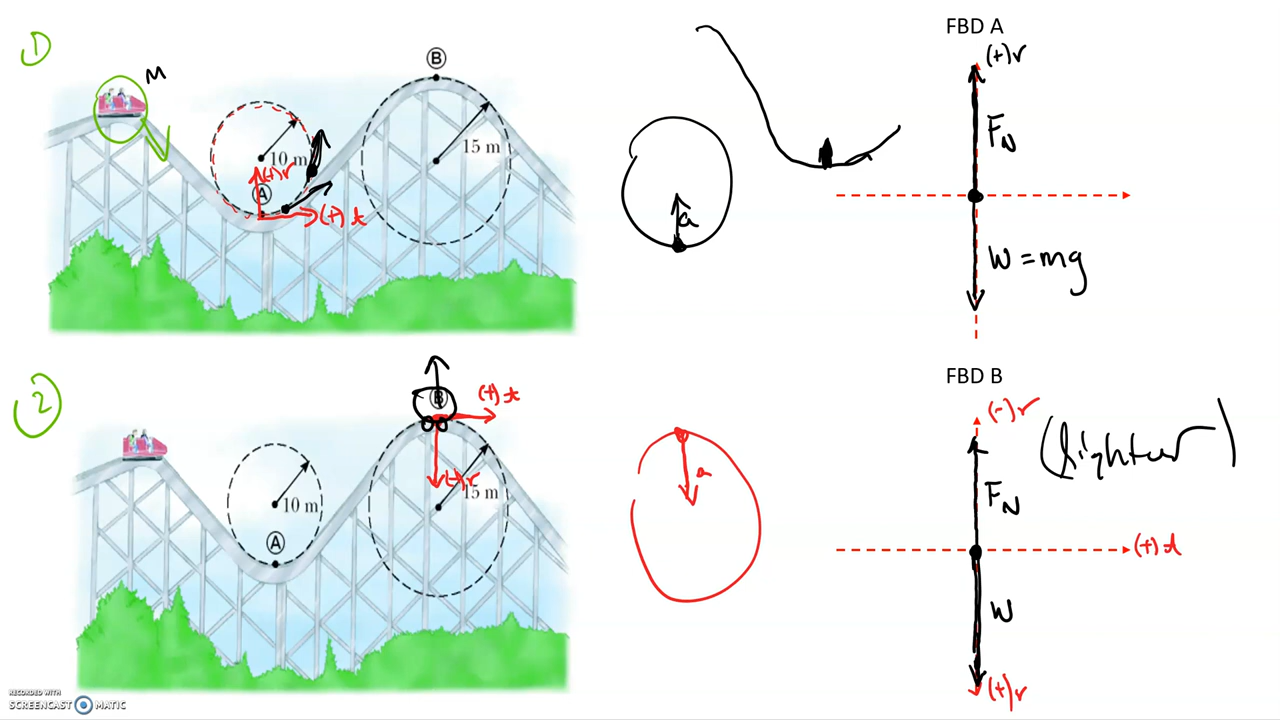 1
M
B
15 m
10 m
(+)r
A
(+) t
a
FBD A
(+)r
FN
W = mg
2
B
(+) t
(-)r
15 m
10 m
A
a
FBD B
(-)r
(lighter)
FN
(+) t
W
(+)r
RECORDED WITH
SCREENCAST MATIC